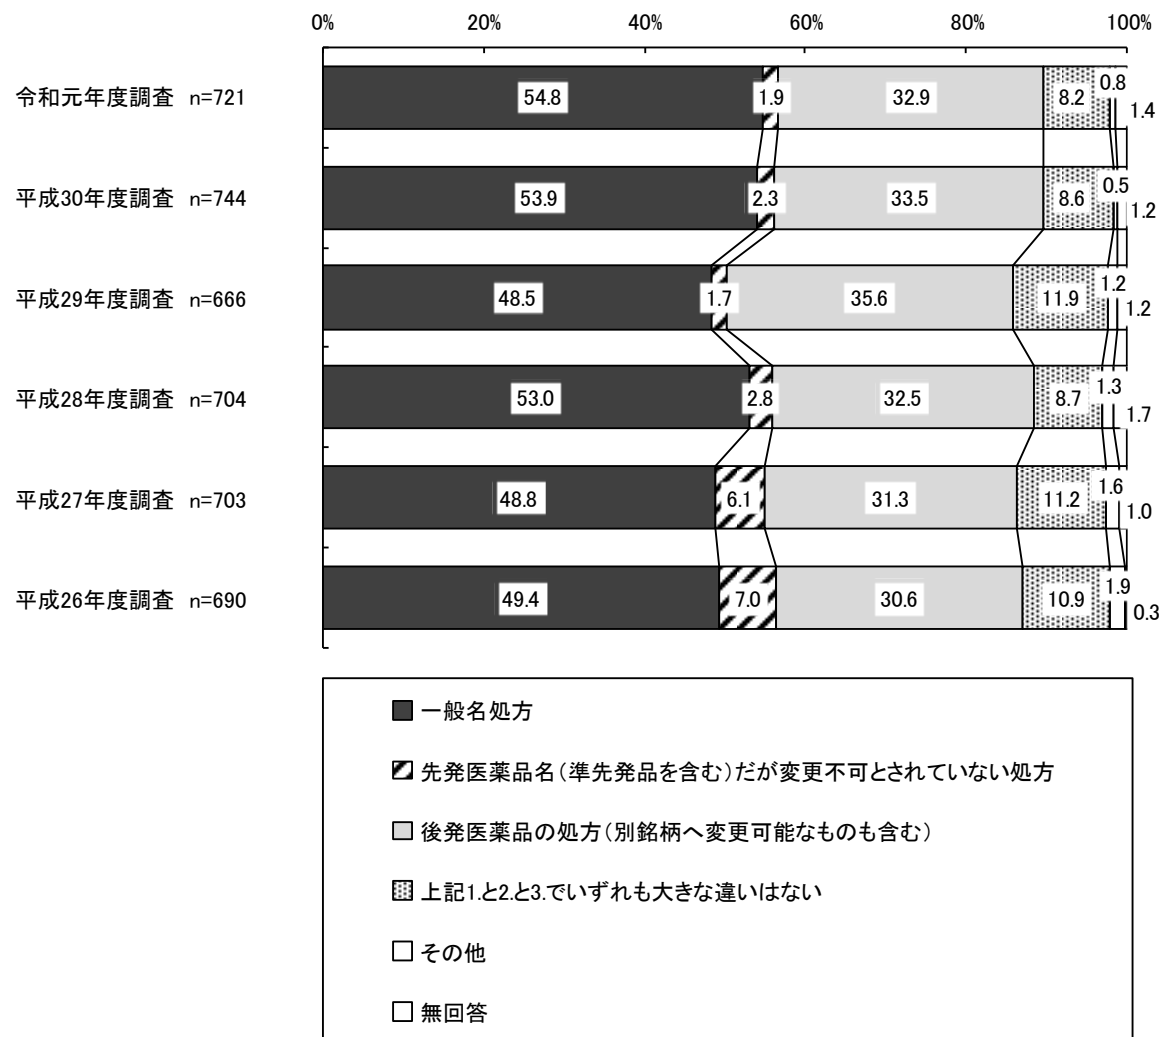 0% 20% 40% 60% 80% 100%
令和元年度調査 n=721 54.8 1.9 32.9 8.2 0.8 1.4
平成30年度調査 n=744 53.9 2.3 33.5 8.6 0.5 1.2
平成29年度調査 n=666 48.5 1.7 35.6 11.9 1.2 1.2
平成28年度調査 n=704 53.0 2.8 32.5 8.7 1.3 1.7
平成27年度調査 n=703 48.8 6.1 31.3 11.2 1.6 1.0
平成26年度調査 n=690 49.4 7.0 30.6 10.9 1.9 0.3
一般名処方
先発医薬品名(準先発品を含む)だが変更不可とされていない処方
後発医薬品の処方(別銘柄へ変更可能なものも含む)
上記1.と2.と3.でいずれも大きな違いはない
その他
無回答